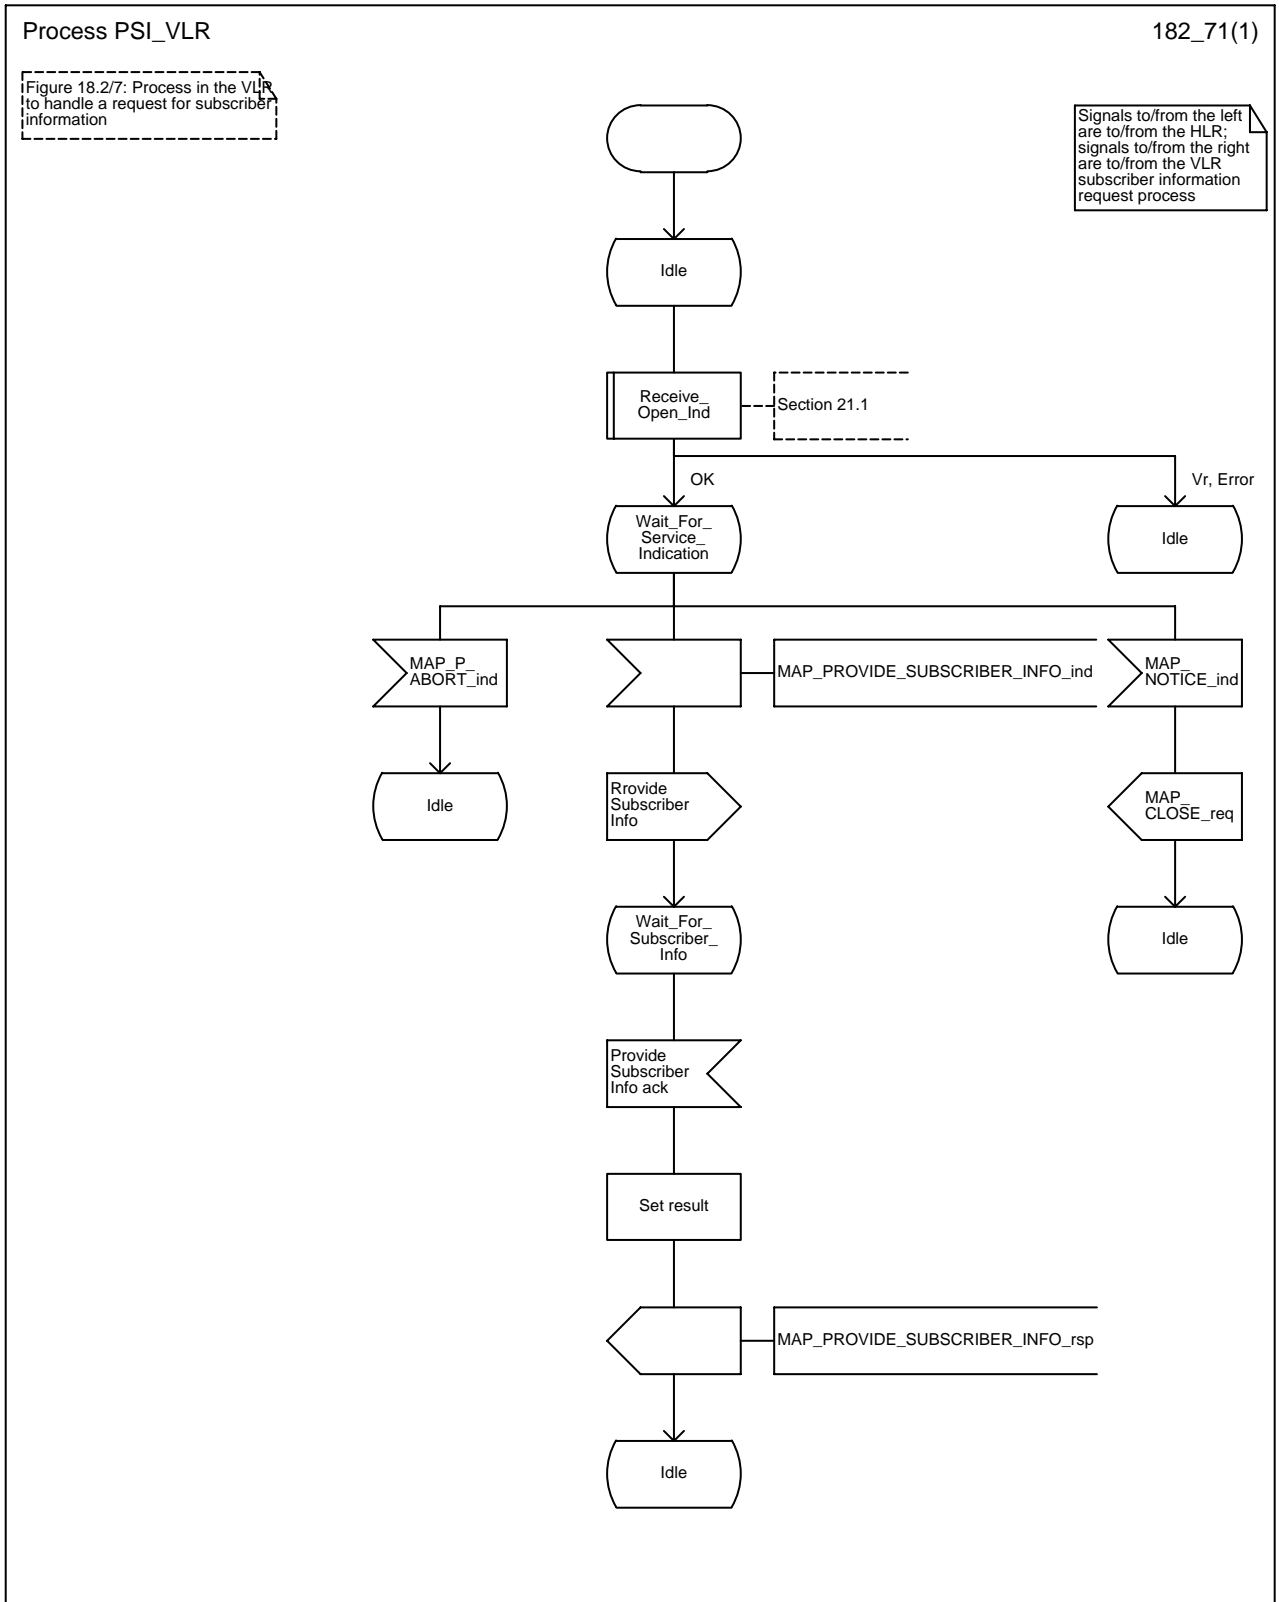 Process PSI_VLR
182_71(1)
Figure 18.2/7: Process in the VLR
to handle a request for subscriber
information
Signals to/from the left
are to/from the HLR;
signals to/from the right
are to/from the VLR
subscriber information
request process
Idle
Receive_
Open_Ind
Section 21.1
OK
Vr, Error
Wait_For_
Service_
Indication
Idle
MAP_P_
ABORT_ind
MAP_PROVIDE_SUBSCRIBER_INFO_ind
MAP_
NOTICE_ind
Idle
Rrovide
Subscriber
Info
MAP_
CLOSE_req
Wait_For_
Subscriber_
Info
Idle
Provide
Subscriber
Info ack
Set result
MAP_PROVIDE_SUBSCRIBER_INFO_rsp
Idle